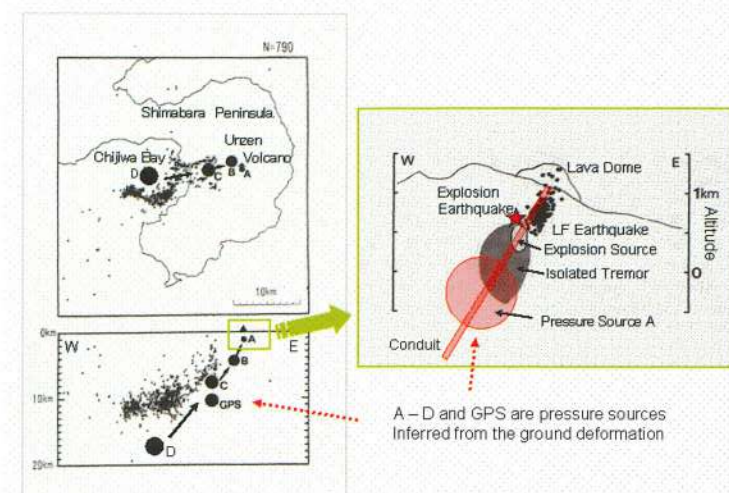 N=790
Shimabara Peninsula.
Unzen
Volcano
Chijiwa Bay
D
C
B
A
10km
0km
W
A
E
A
B
C
10km
GPS
D
20km
W
E
Lava Dome
Explosion
Earthquake
1km
LF Earthquake
Explosion Source
Isolated Tremor
Altitude
0
Pressure Source A
Conduit
A – D and GPS are pressure sources
Inferred from the ground deformation